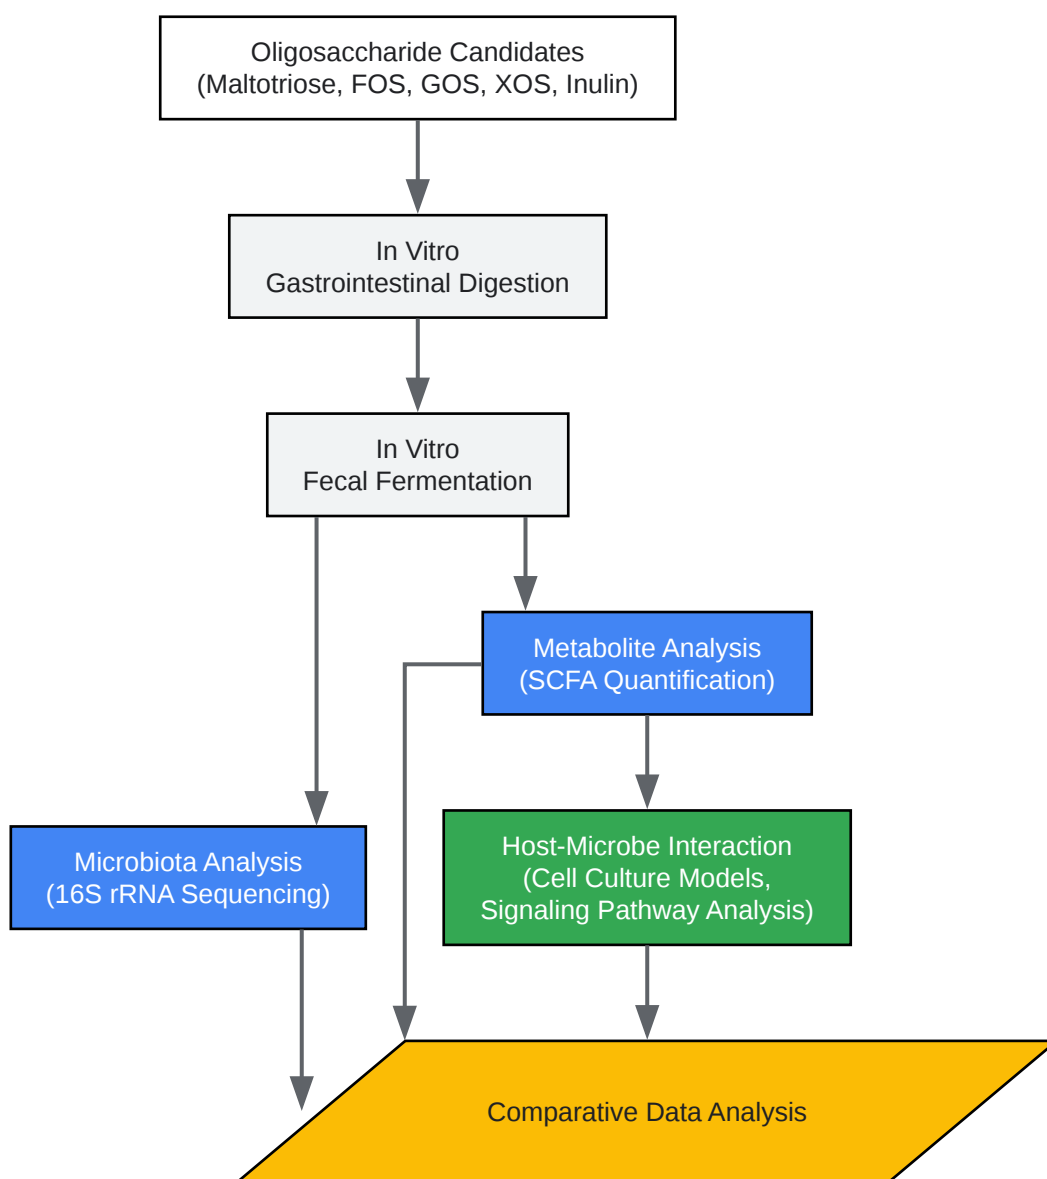 Oligosaccharide Candidates
(Maltotriose, FOS, GOS, XOS, Inulin)
In Vitro
Gastrointestinal Digestion
In Vitro
Fecal Fermentation
Metabolite Analysis
(SCFA Quantification)
Microbiota Analysis
(16S rRNA Sequencing)
Host-Microbe Interaction
(Cell Culture Models,
Signaling Pathway Analysis)
Comparative Data Analysis